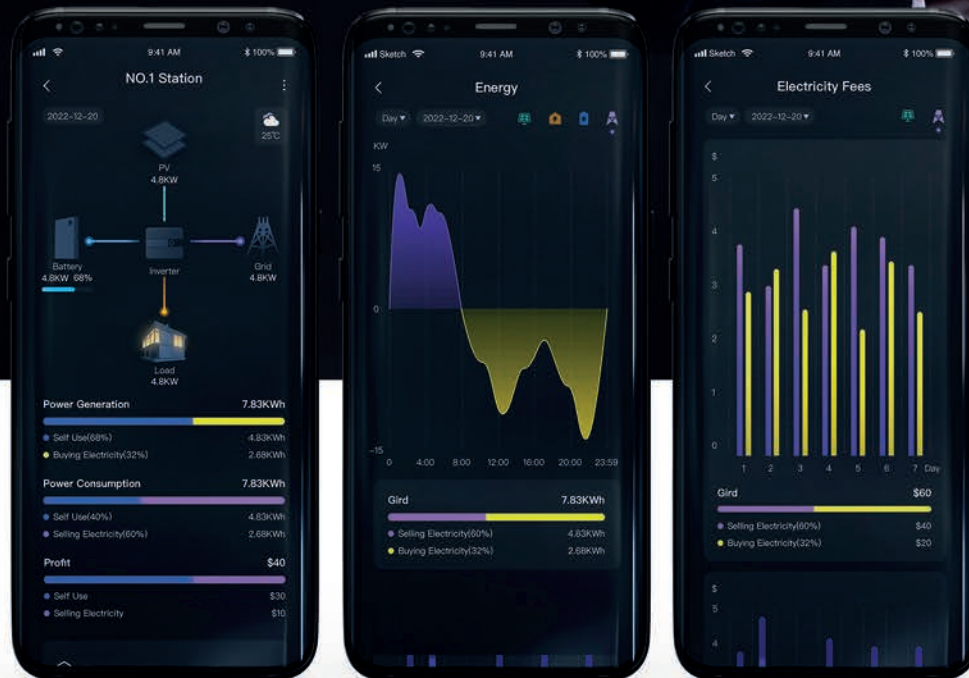 9:41 AM
100%
NO.1 Station
2022-12-20
25°C
PV
4.8KW
Battery
4.8KW 68%
Inverter
Grid
4.8KW
Load
4.8KW
Power Generation 7.83KWh
Self Use(68%) 4.83KWh
Buying Electricity(32%) 2.68KWh
Power Consumption 7.83KWh
Self Use(40%) 4.83KWh
Selling Electricity(60%) 2.68KWh
Profit $40
Self Use $30
Selling Electricity $10
Sketch 9:41 AM 100%
Energy
Day 2022-12-20
KW
15
0
-15
0 4:00 8:00 12:00 16:00 20:00 23:59
Gird 7.83KWh
Selling Electricity(60%) 4.83KWh
Buying Electricity(32%) 2.68KWh
Sketch 9:41 AM 100%
Electricity Fees
Day 2022-12-20
$
5
4
3
2
1
0
1 2 3 4 5 6 7 Day
Gird $60
Selling Electricity(60%) $40
Buying Electricity(32%) $20
$
5
4